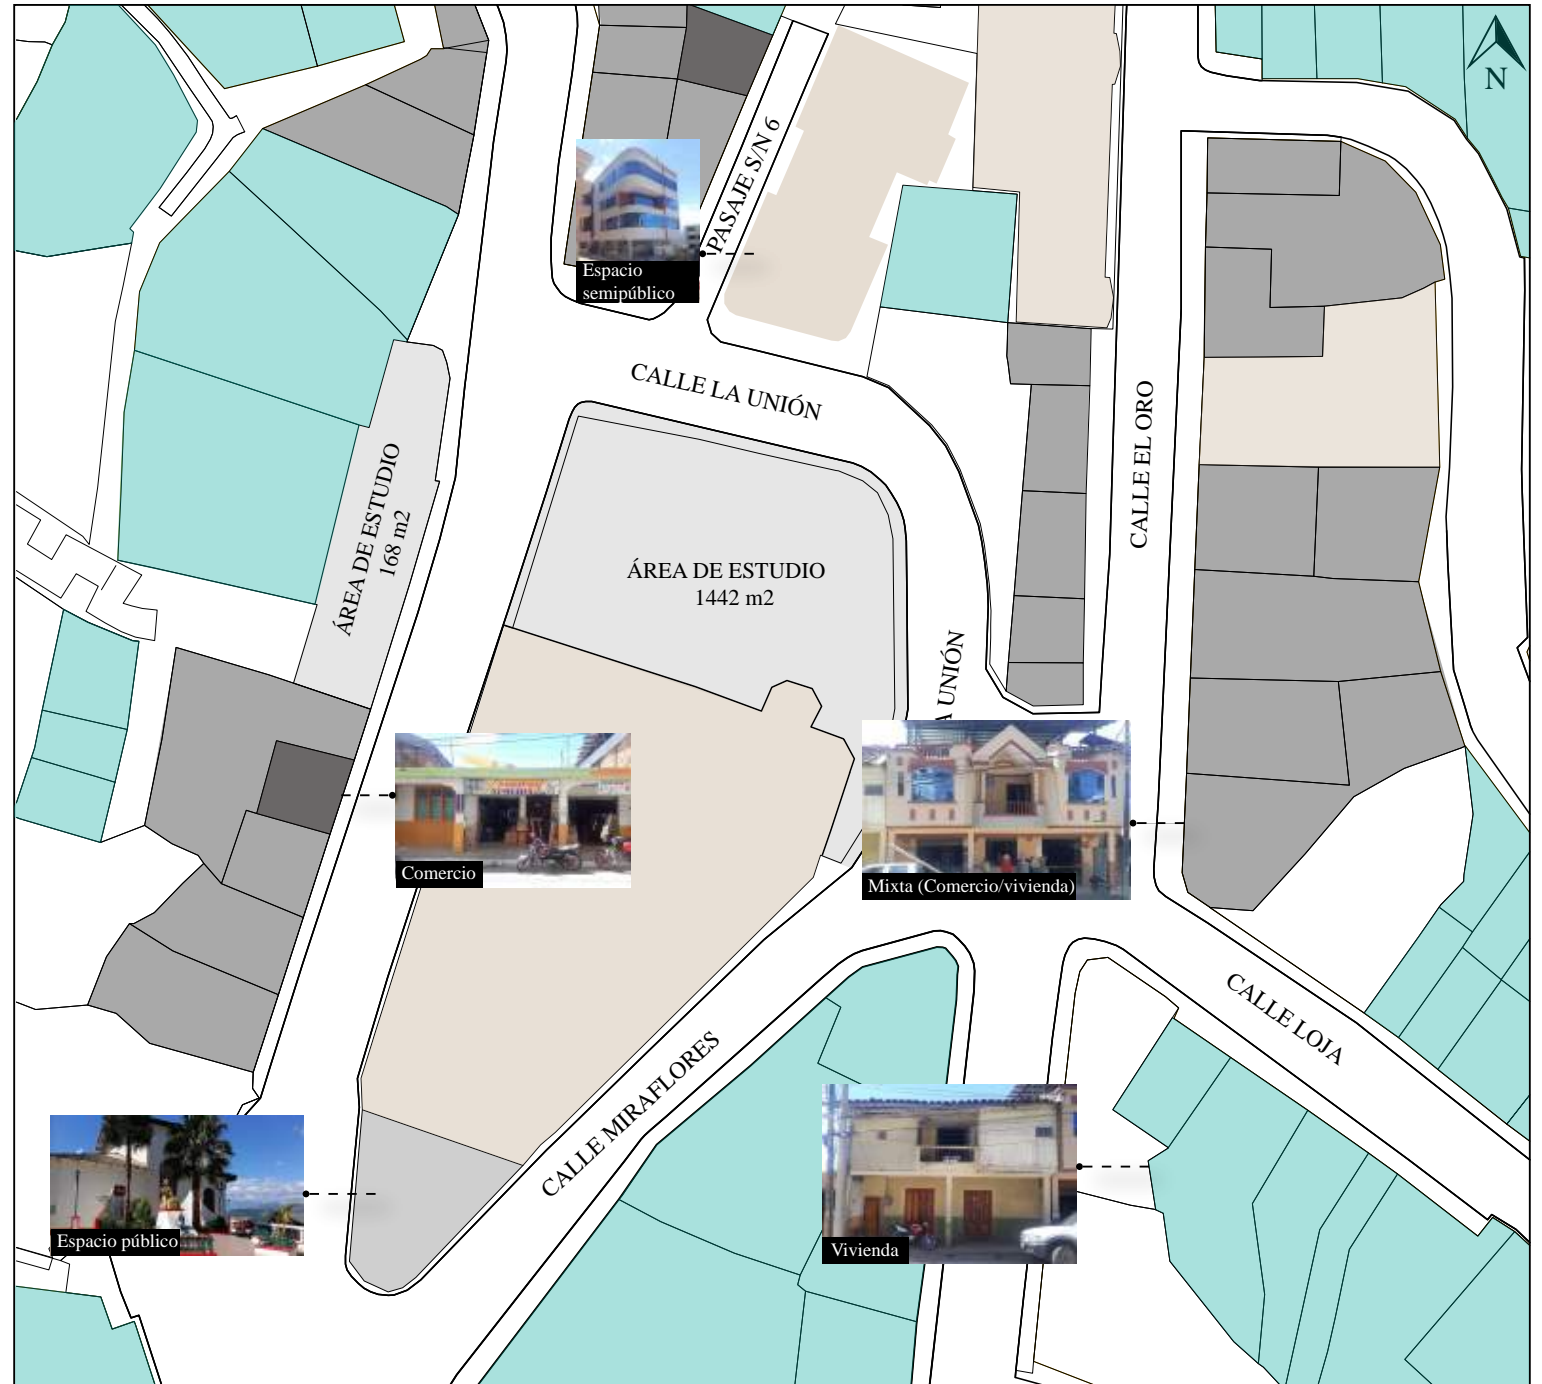 N
PASAJE S/N 6
Espacio
semipúblico
CALLE LA UNIÓN
CALLE EL ORO
ÁREA DE ESTUDIO
168 m2
ÁREA DE ESTUDIO
1442 m2
A UNIÓN
Comercio
Mixta (Comercio/vivienda)
CALLE LOJA
CALLE MIRAFLORES
Espacio público
Vivienda